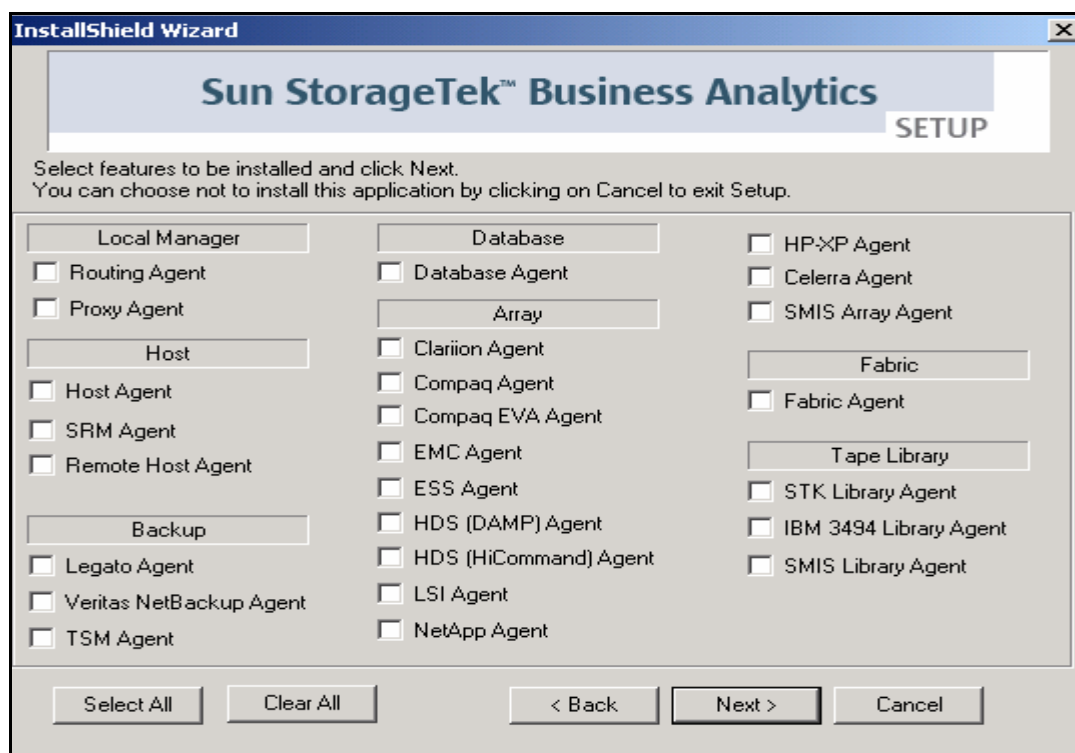 InstallShield Wizard
Sun StorageTek™ Business Analytics
SETUP
Select features to be installed and click Next.
You can choose not to install this application by clicking on Cancel to exit Setup.
Local Manager
Routing Agent
Proxy Agent
Host
Host Agent
SRM Agent
Remote Host Agent
Backup
Legato Agent
Veritas NetBackup Agent
TSM Agent
Database
Database Agent
Array
Clariion Agent
Compaq Agent
Compaq EVA Agent
EMC Agent
ESS Agent
HDS (DAMP) Agent
HDS (HiCommand) Agent
LSI Agent
NetApp Agent
HP-XP Agent
Celerra Agent
SMIS Array Agent
Fabric
Fabric Agent
Tape Library
STK Library Agent
IBM 3494 Library Agent
SMIS Library Agent
Select All
Clear All
< Back
Next >
Cancel